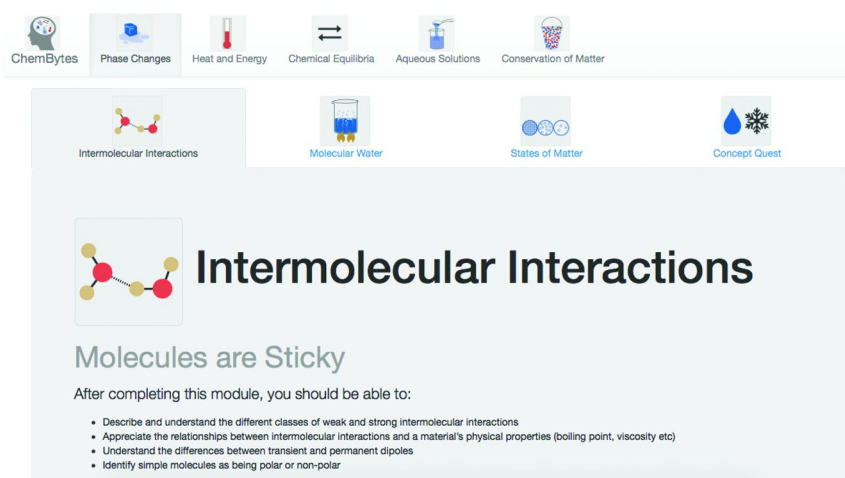 ChemBytes
Phase Changes
Heat and Energy
Chemical Equilibria
Aqueous Solutions
Conservation of Matter
Intermolecular Interactions
Molecular Water
States of Matter
Concept Quest
Intermolecular Interactions
Molecules are Sticky
After completing this module, you should be able to:
• Describe and understand the different classes of weak and strong intermolecular interactions
• Appreciate the relationships between intermolecular interactions and a material's physical properties (boiling point, viscosity etc)
• Understand the differences between transient and permanent dipoles
• Identify simple molecules as being polar or non-polar